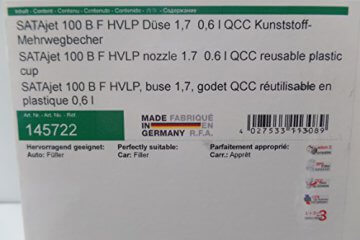 Inhalt · Content · Contenu · Contenuto · Contenido
SATAjet 100 B F HVLP Düse 1,7 0,6 l QCC Kunststoff-
Mehrwegbecher
SATAjet 100 B F HVLP nozzle 1.7 0.6 l QCC reusable plastic
cup
SATAjet 100 B F HVLP, buse 1,7, godet QCC réutilisable en
plastique 0,6 l
Art. Nr. · Art. No. · Réf.
145722
MADE FABRIQUÉ
IN EN
GERMANY R.F.A.
4 027533 113089
Hervorragend geeignet:
Auto: Füller
Perfectly suitable:
Car: Filler
Parfaitement approprié:
Carr.: Apprêt